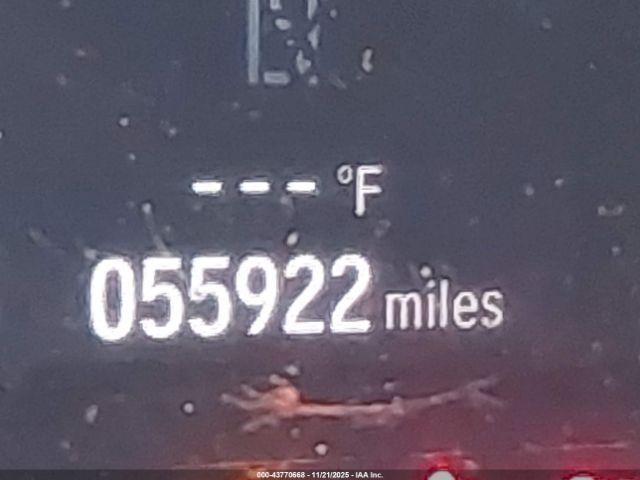 --- °F
055922 miles
000-43770668 - 11/21/2025 - IAA Inc.